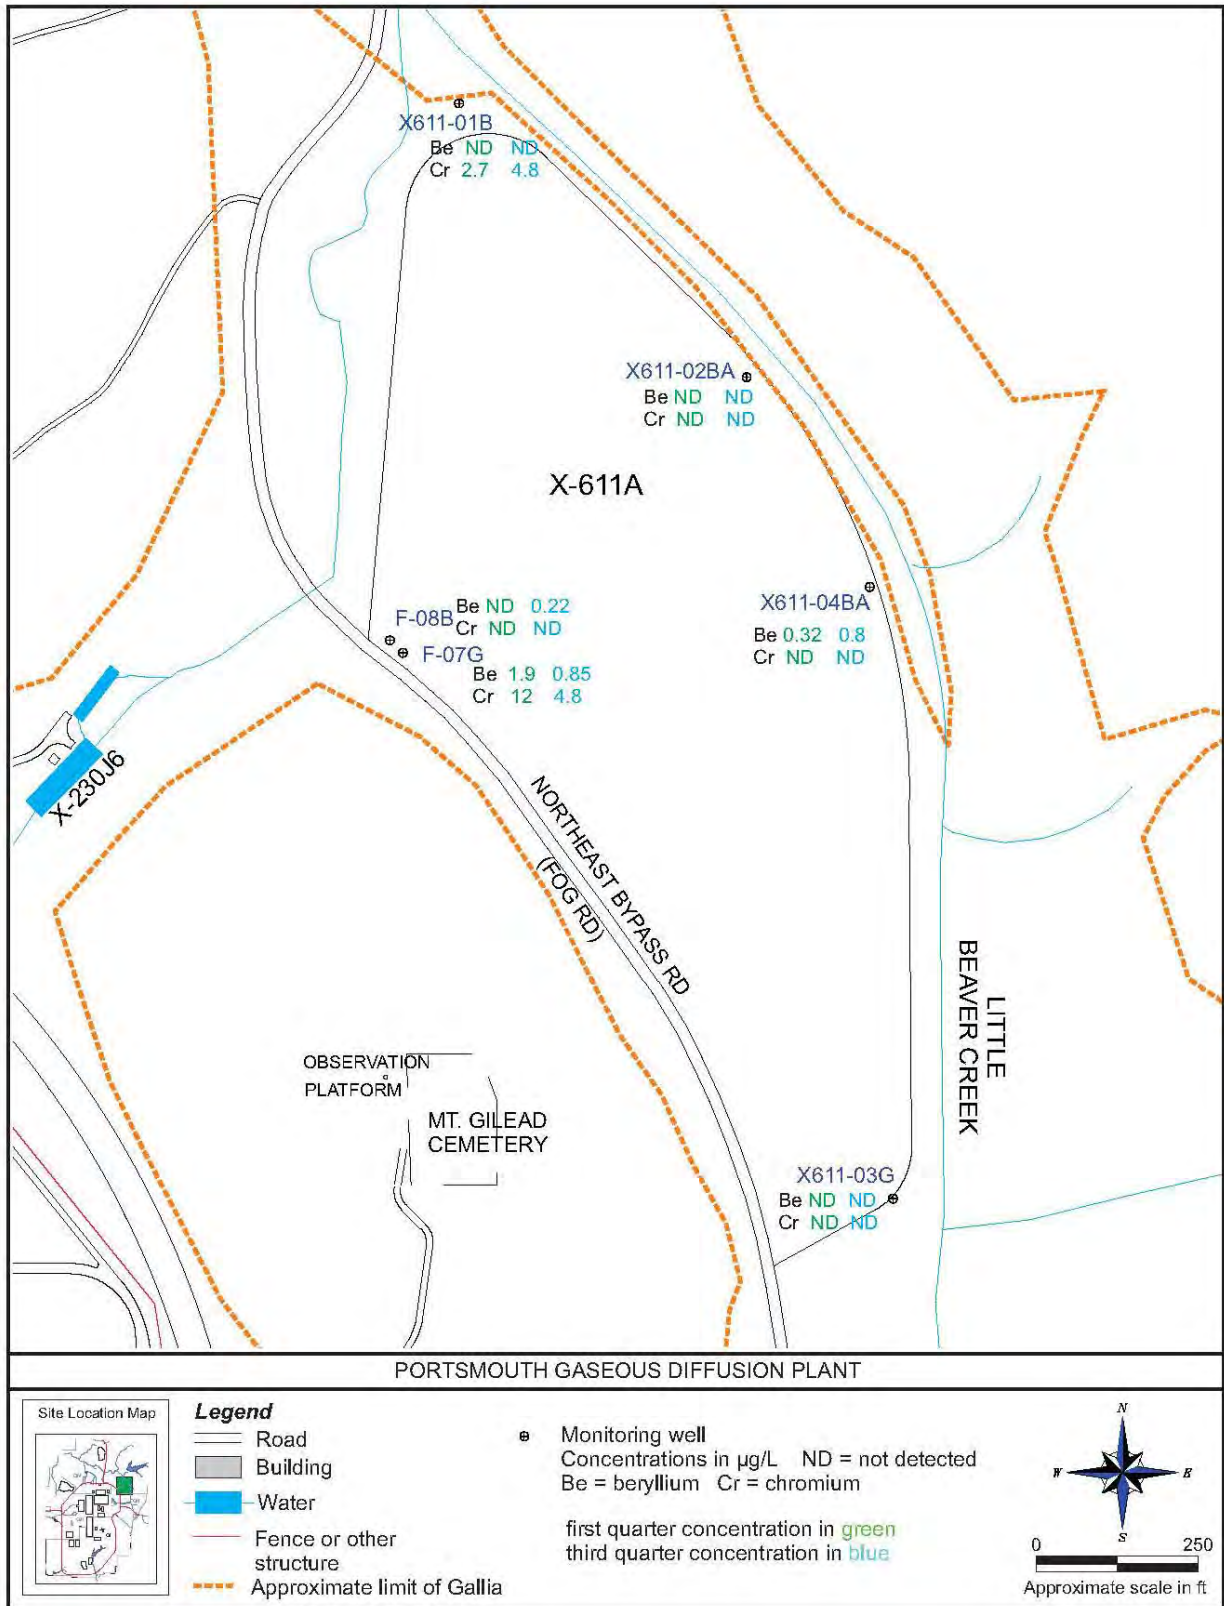 X611-01B
Be ND ND
Cr 2.7 4.8
X611-02BA
Be ND ND
Cr ND ND
X-611A
X611-04BA
Be 0.32 0.8
Cr ND ND
F-08B
Be ND 0.22
Cr ND ND
F-07G
Be 1.9 0.85
Cr 12 4.8
X-230J6
NORTHEAST BYPASS RD
(FOG RD)
LITTLE
BEAVER CREEK
OBSERVATION
PLATFORM
MT. GILEAD
CEMETERY
X611-03G
Be ND ND
Cr ND ND
PORTSMOUTH GASEOUS DIFFUSION PLANT
Site Location Map
Legend
Road
Building
Water
Fence or other
structure
Approximate limit of Gallia
Monitoring well
Concentrations in µg/L ND = not detected
Be = beryllium Cr = chromium
first quarter concentration in green
third quarter concentration in blue
N
W E
S
0 250
Approximate scale in ft